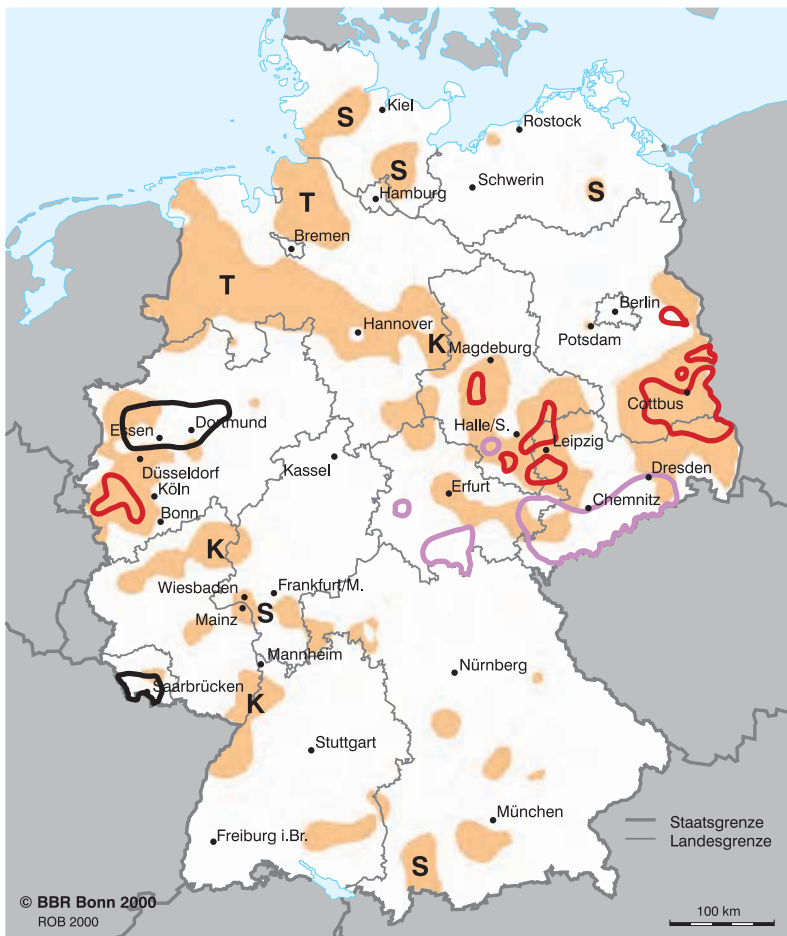 Kiel
S
Rostock
S
Hamburg
Schwerin
S
T
Bremen
T
Hannover
Berlin
Potsdam
K
Magdeburg
Cottbus
Essen
Dortmund
Halle/S.
Leipzig
Düsseldorf
Kassel
Dresden
Köln
Erfurt
Chemnitz
Bonn
K
Wiesbaden
Frankfurt/M.
Mainz
S
Mannheim
Nürnberg
Saarbrücken
K
Stuttgart
München
Staatsgrenze
Landesgrenze
Freiburg i.Br.
S
© BBR Bonn 2000
ROB 2000
100 km